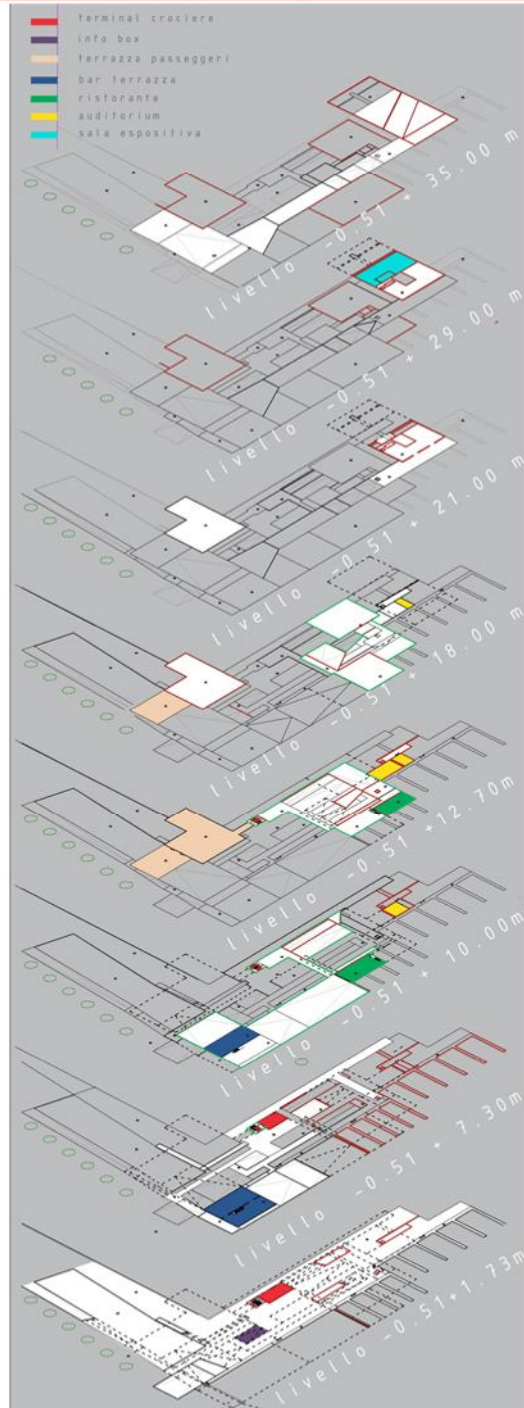 terminal crociere
info box
terrazza passeggeri
bar terrazza
ristorante
auditorium
sala espositiva
livello -0.51 + 35.00 m
livello -0.51 + 29.00 m
livello -0.51 + 21.00 m
livello -0.51 + 18.00 m
livello -0.51 +12.70m
livello -0.51 + 10.00m
livello -0.51 + 7.30m
livello -0.51+1.73m